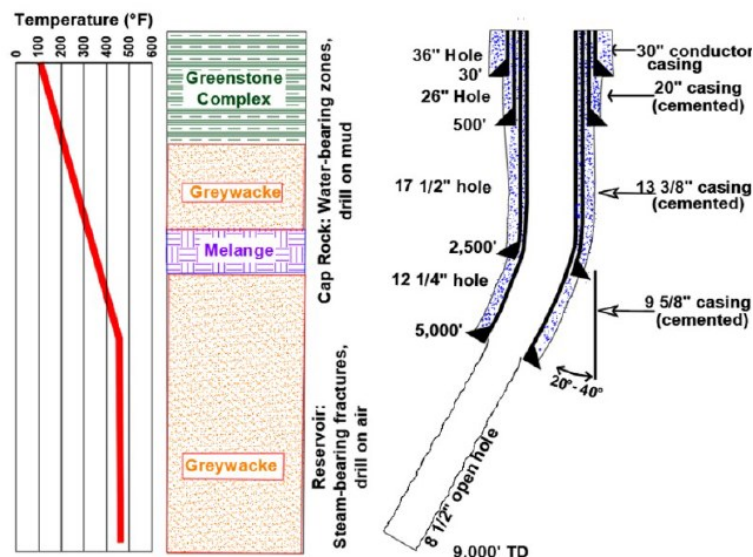 Temperature (°F)
0 100 200 300 400 500 600
Greenstone
Complex
Greywacke
Melange
Greywacke
Cap Rock: Water-bearing zones,
drill on mud
Reservoir:
Steam-bearing fractures,
drill on air
36" Hole
30'
26" Hole
500'
17 1/2" hole
2,500'
12 1/4" hole
5,000'
30" conductor
casing
20" casing
(cemented)
13 3/8" casing
(cemented)
9 5/8" casing
(cemented)
20°-40°
8 1/2" open hole
9,000' TD